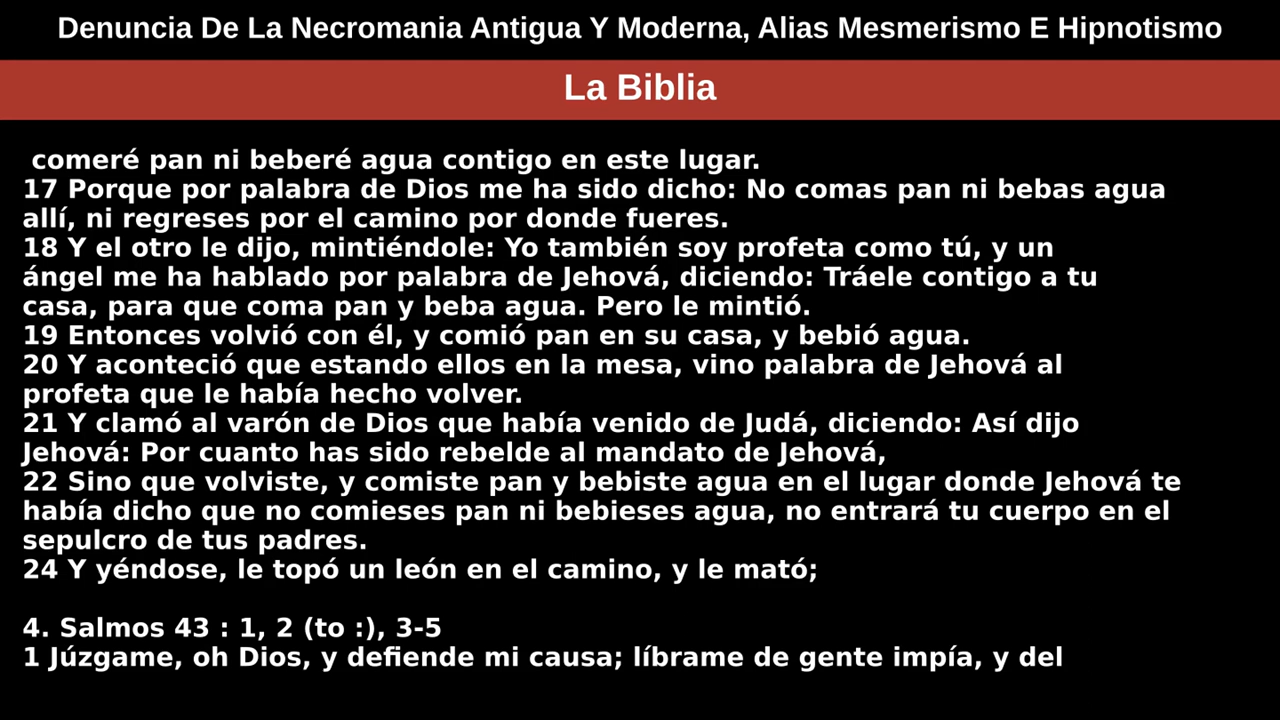 Denuncia De La Necromania Antigua Y Moderna, Alias Mesmerismo E Hipnotismo
La Biblia
comeré pan ni beberé agua contigo en este lugar.
17 Porque por palabra de Dios me ha sido dicho: No comas pan ni bebas agua
allí, ni regreses por el camino por donde fueres.
18 Y el otro le dijo, mintiéndole: Yo también soy profeta como tú, y un
ángel me ha hablado por palabra de Jehová, diciendo: Tráele contigo a tu
casa, para que coma pan y beba agua. Pero le mintió.
19 Entonces volvió con él, y comió pan en su casa, y bebió agua.
20 Y aconteció que estando ellos en la mesa, vino palabra de Jehová al
profeta que le había hecho volver.
21 Y clamó al varón de Dios que había venido de Judá, diciendo: Así dijo
Jehová: Por cuanto has sido rebelde al mandato de Jehová,
22 Sino que volviste, y comiste pan y bebiste agua en el lugar donde Jehová te
había dicho que no comieses pan ni bebieses agua, no entrará tu cuerpo en el
sepulcro de tus padres.
24 Y yéndose, le topó un león en el camino, y le mató;
4. Salmos 43 : 1, 2 (to :), 3-5
1 Júzgame, oh Dios, y defiende mi causa; líbrame de gente impía, y del